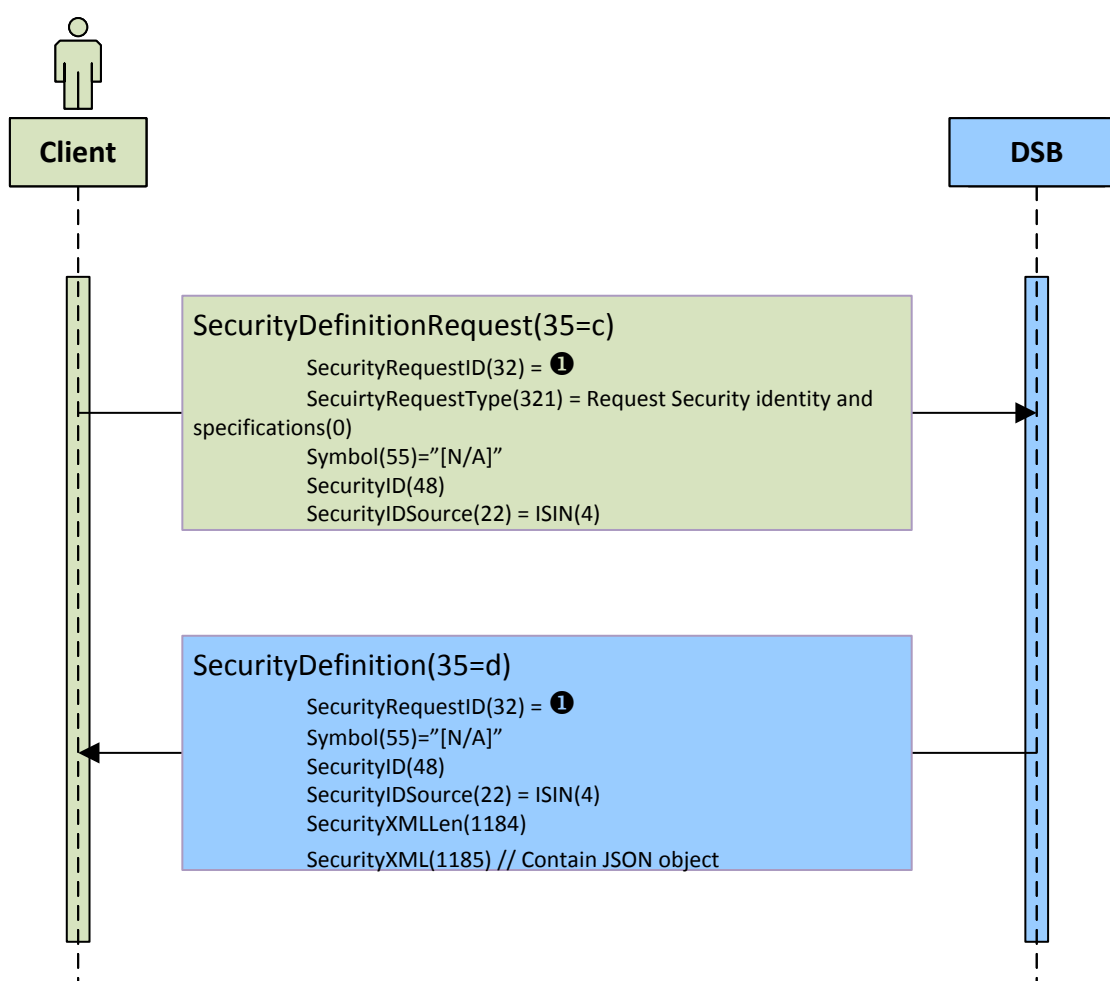 Client
DSB
SecurityDefinitionRequest(35=c)
SecurityRequestID(32) = ❶
SecuirtyRequestType(321) = Request Security identity and
specifications(0)
Symbol(55)=”[N/A]”
SecurityID(48)
SecurityIDSource(22) = ISIN(4)
SecurityDefinition(35=d)
SecurityRequestID(32) = ❶
Symbol(55)=”[N/A]”
SecurityID(48)
SecurityIDSource(22) = ISIN(4)
SecurityXMLLen(1184)
SecurityXML(1185) // Contain JSON object